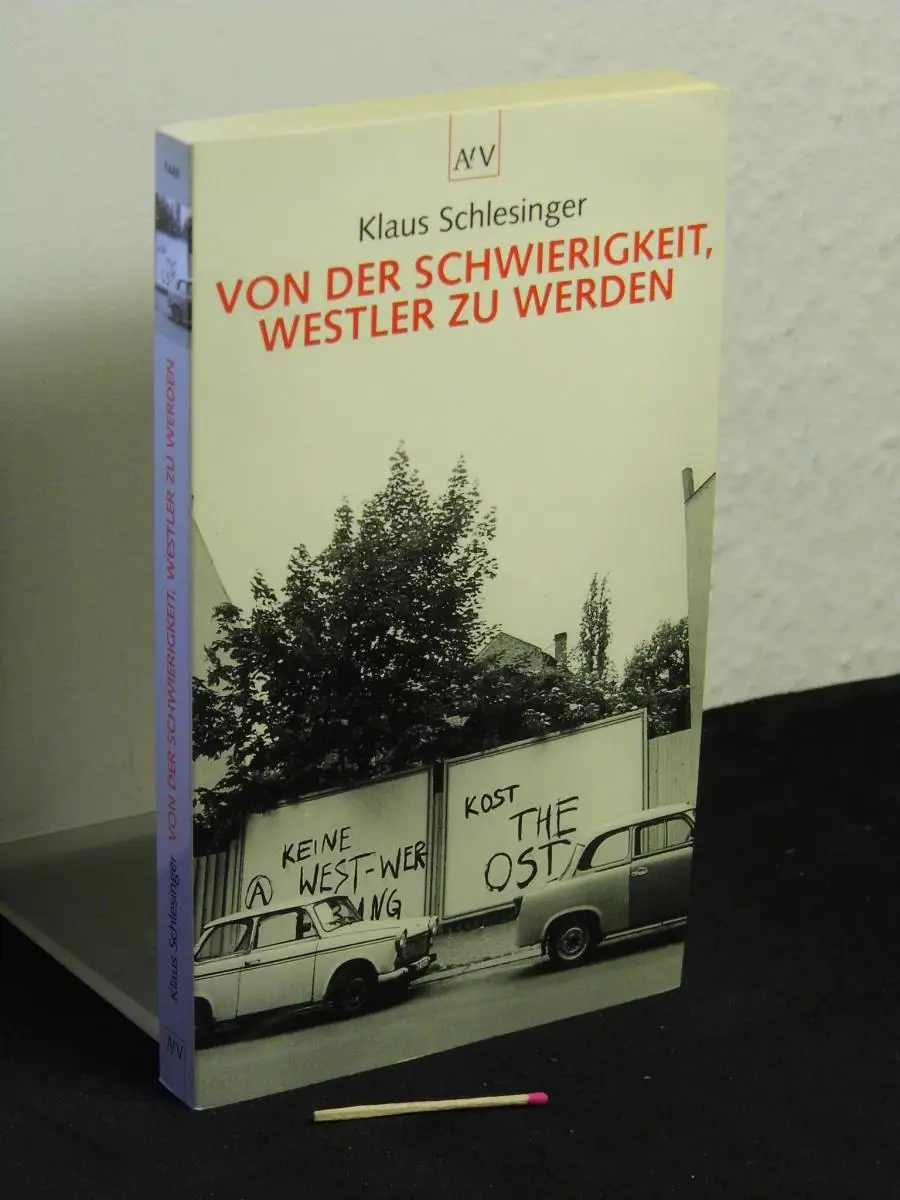 AtV
Klaus Schlesinger
VON DER SCHWIERIGKEIT,
WESTLER ZU WERDEN
KEINE
WEST-WER
UNG
KOST
THE
OST
Klaus Schlesinger VON DER SCHWIERIGKEIT, WESTLER ZU WERDEN
AtV